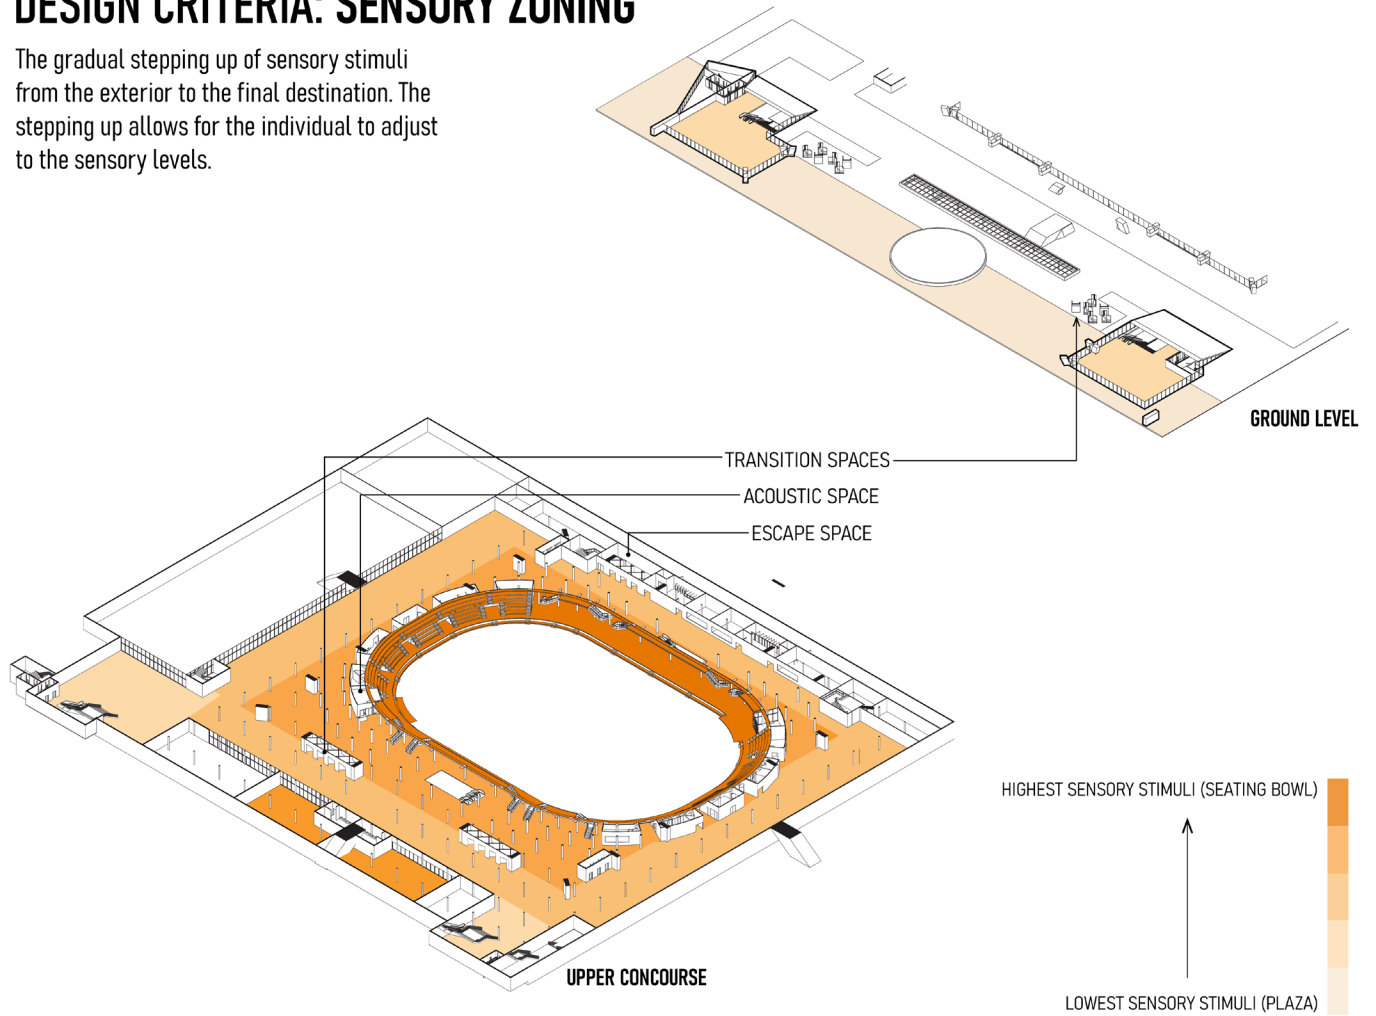 DESIGN CRITERIA: SENSORY ZONING
The gradual stepping up of sensory stimuli
from the exterior to the final destination. The
stepping up allows for the individual to adjust
to the sensory levels.
GROUND LEVEL
TRANSITION SPACES
ACOUSTIC SPACE
ESCAPE SPACE
HIGHEST SENSORY STIMULI (SEATING BOWL)
UPPER CONCOURSE
LOWEST SENSORY STIMULI (PLAZA)